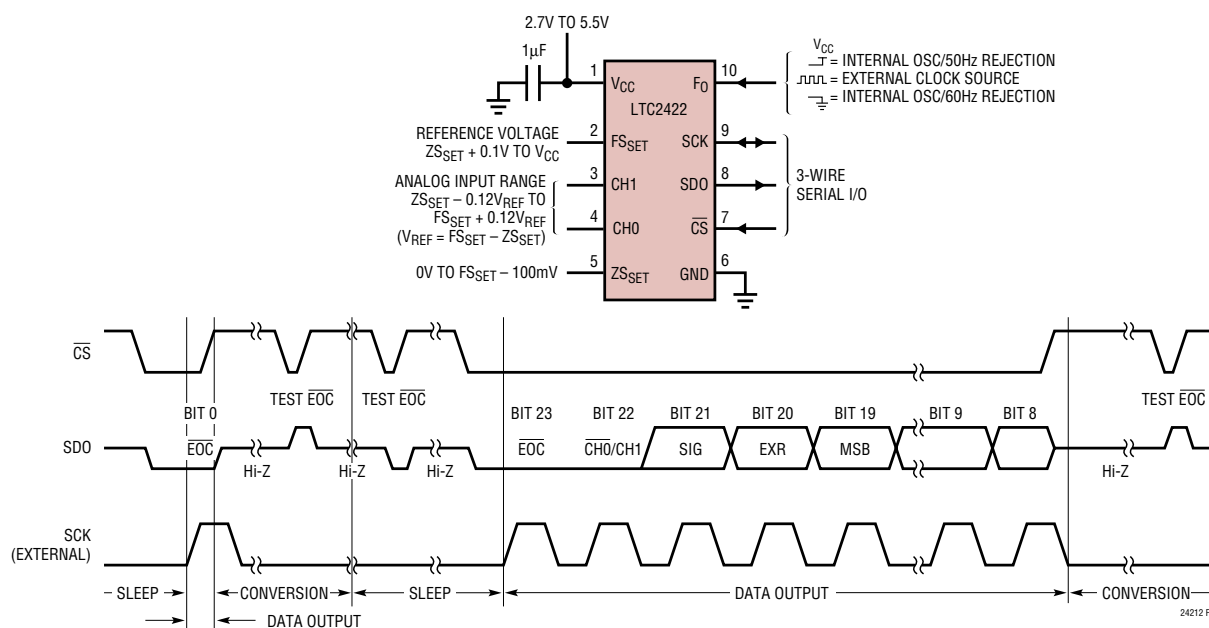 2.7V TO 5.5V
1µF
1
VCC
FO
10
LTC2422
VCC
= INTERNAL OSC/50Hz REJECTION
= EXTERNAL CLOCK SOURCE
= INTERNAL OSC/60Hz REJECTION
REFERENCE VOLTAGE
ZSSET + 0.1V TO VCC
2
FSSET
SCK
9
ANALOG INPUT RANGE
ZSSET – 0.12VREF TO
FSSET + 0.12VREF
(VREF = FSSET – ZSSET)
3
CH1
SDO
8
3-WIRE
SERIAL I/O
4
CH0
CS
7
0V TO FSSET – 100mV
5
ZSSET
GND
6
CS
TEST EOC
TEST EOC
TEST EOC
BIT 0
BIT 23
BIT 22
BIT 21
BIT 20
BIT 19
BIT 9
BIT 8
SDO
EOC
EOC
CH0/CH1
SIG
EXR
MSB
Hi-Z
Hi-Z
Hi-Z
Hi-Z
SCK
(EXTERNAL)
SLEEP
CONVERSION
SLEEP
DATA OUTPUT
CONVERSION
DATA OUTPUT